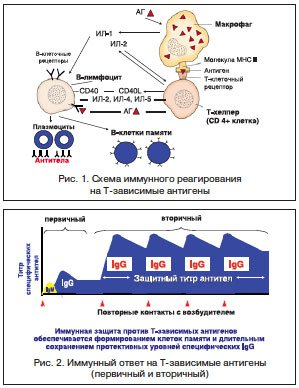 АГ
Макрофаг
ИЛ-1
ИЛ-2
Молекула МНС II
Антиген
Т-клеточный
рецептор
В-клеточные
рецепторы
В-лимфоцит
CD40 CD40L
ИЛ-2, ИЛ-4, ИЛ-5
АГ
Т-хелпер
(CD 4+ клетка)
Плазмоциты
В-клетки памяти
Антитела
Рис. 1. Схема иммунного реагирования
на Т-зависимые антигены
первичный
вторичный
Титр
специфических
антител
IgM
IgG
IgG IgG IgG IgG
Защитный титр антител
Повторные контакты с возбудителем
Иммунная защита против Т-зависимых антигенов
обеспечивается формированием клеток памяти и длительным
сохранением протективных уровней специфических IgG
Рис. 2. Иммунный ответ на Т-зависимые антигены
(первичный и вторичный)